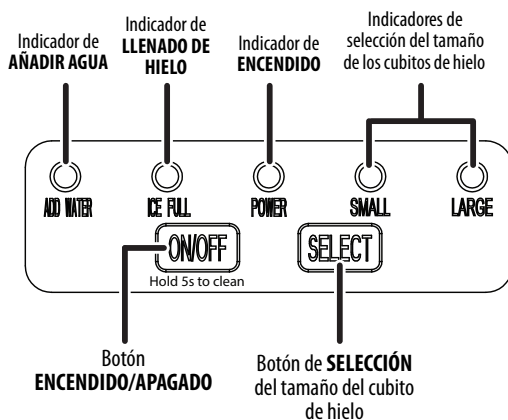 Indicador de
AÑADIR AGUA
Indicador de
LLENADO DE
HIELO
Indicador de
ENCENDIDO
Indicadores de
selección del tamaño
de los cubitos de hielo
ADD WATER
ICE FULL
POWER
SMALL
LARGE
ON/OFF
SELECT
Hold 5s to clean
Botón
ENCENDIDO/APAGADO
Botón de SELECCIÓN
del tamaño del cubito
de hielo